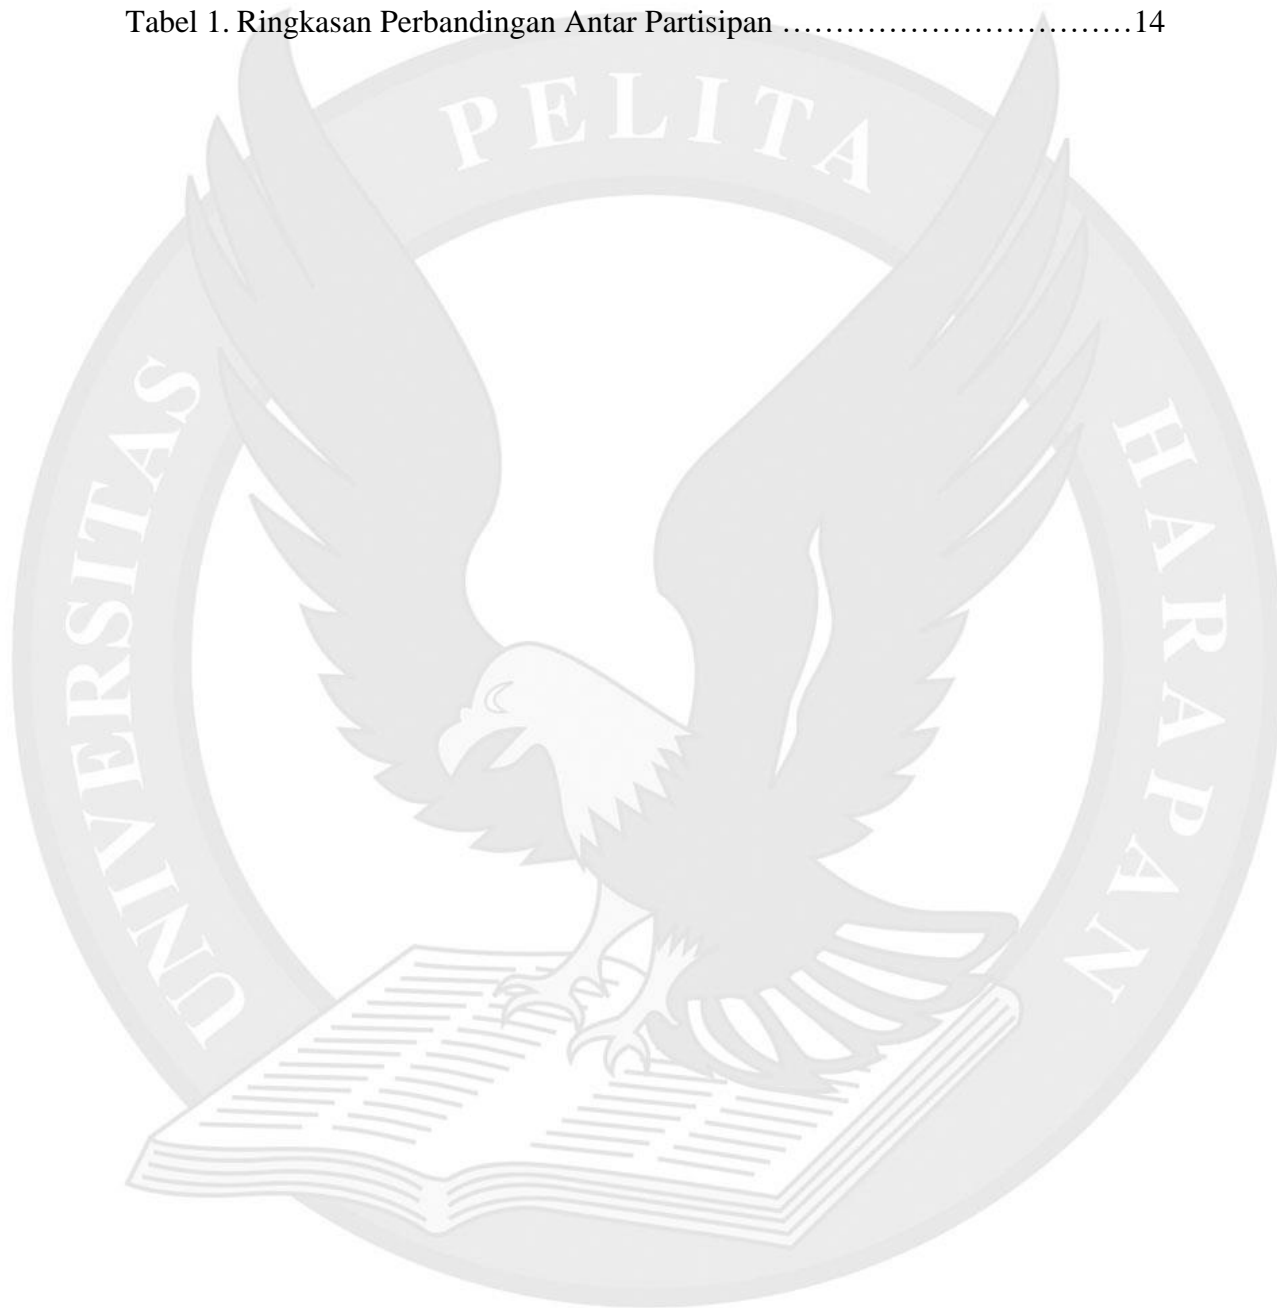 Tabel 1. Ringkasan Perbandingan Antar Partisipan ……………………………14
UNIVERSITAS PELITA HARAPAN